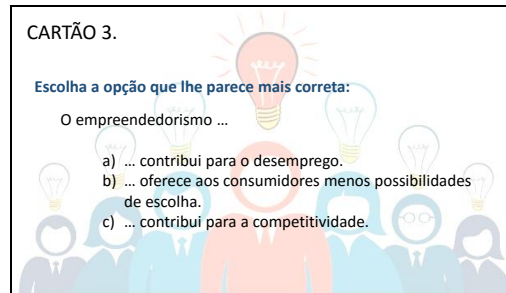 CARTÃO 3.
Escolha a opção que lhe parece mais correta:
O empreendedorismo ...
a) ... contribui para o desemprego.
b) ... oferece aos consumidores menos possibilidades
de escolha.
c) ... contribui para a competitividade.